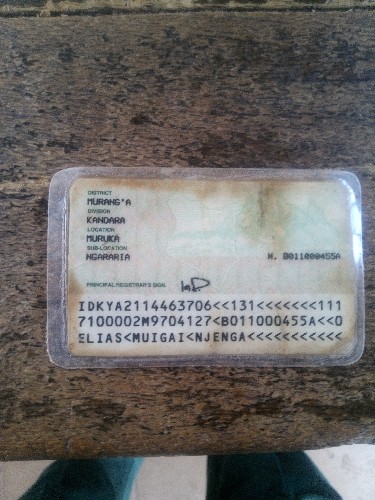 DISTRICT
MURANG'A
DIVISION
KANDARA
LOCATION
MURUKA
SUB-LOCATION
NGARARIA W. B011000455A
PRINCIPAL REGISTRAR'S SIGN.
IDKYA2114463706<<131<<<<<<<111
7100002M9704127<B011000455A<<0
ELIAS<MUIGAI<NJENGA<<<<<<<<<<<